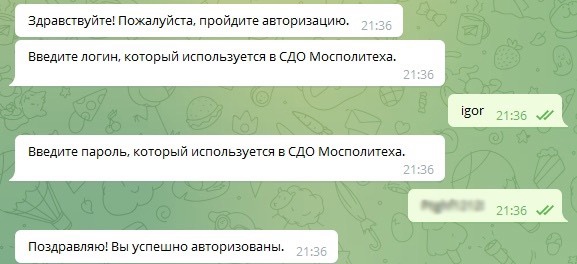 Здравствуйте! Пожалуйста, пройдите авторизацию. 21:36
Введите логин, который используется в СДО Мосполитеха.
21:36
igor 21:36
Введите пароль, который используется в СДО Мосполитеха.
21:36
21:36
Поздравляю! Вы успешно авторизованы. 21:36